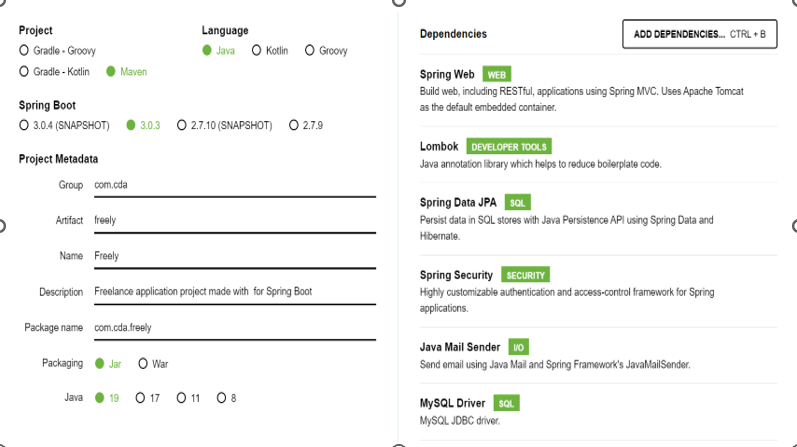 Project
Gradle - Groovy
Gradle - Kotlin Maven
Language
Java Kotlin Groovy
Spring Boot
3.0.4 (SNAPSHOT) 3.0.3 2.7.10 (SNAPSHOT) 2.7.9
Project Metadata
Group com.cda
Artifact freely
Name Freely
Description Freelance application project made with for Spring Boot
Package name com.cda.freely
Packaging Jar War
Java 19 17 11 8
Dependencies ADD DEPENDENCIES... CTRL + B
Spring Web WEB
Build web, including RESTful, applications using Spring MVC. Uses Apache Tomcat
as the default embedded container.
Lombok DEVELOPER TOOLS
Java annotation library which helps to reduce boilerplate code.
Spring Data JPA SQL
Persist data in SQL stores with Java Persistence API using Spring Data and
Hibernate.
Spring Security SECURITY
Highly customizable authentication and access-control framework for Spring
applications.
Java Mail Sender I/O
Send email using Java Mail and Spring Framework's JavaMailSender.
MySQL Driver SQL
MySQL JDBC driver.